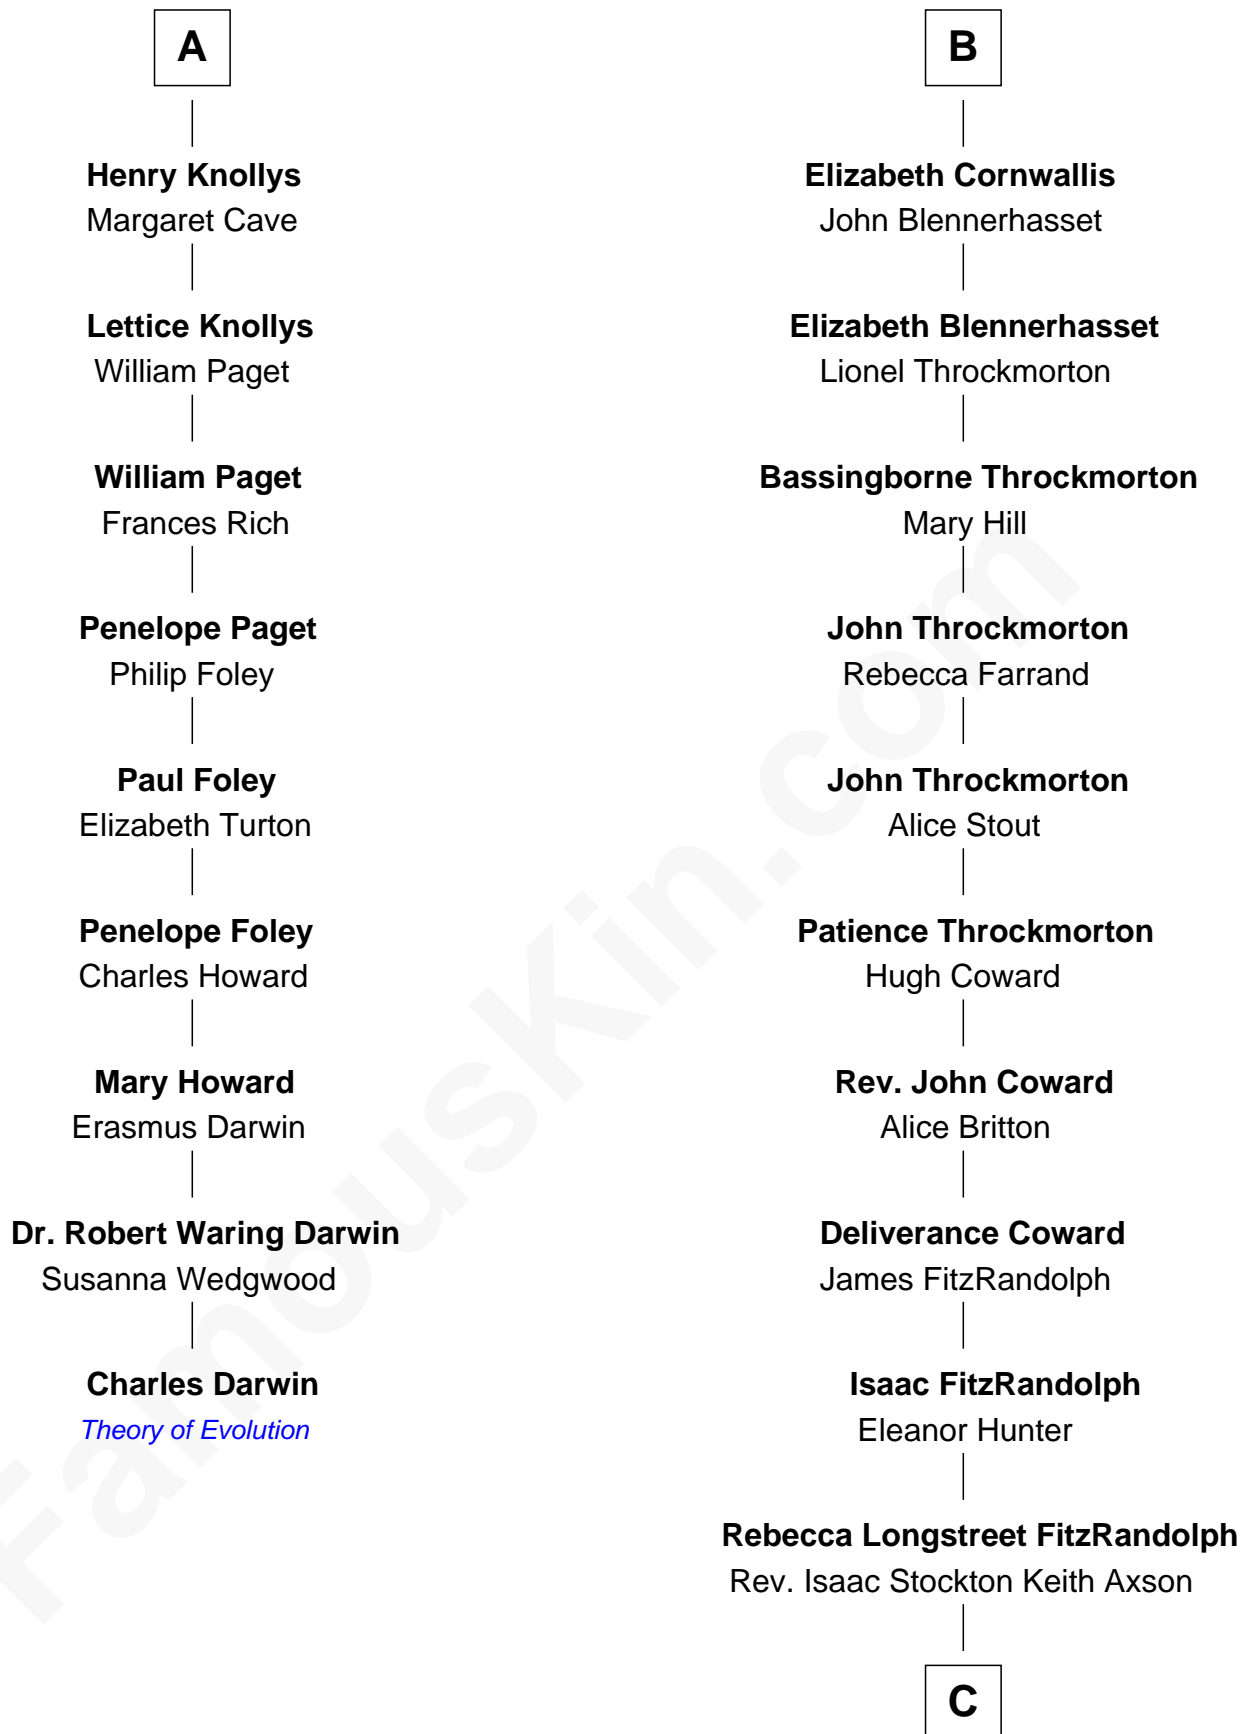 A
Henry Knollys
Margaret Cave
Lettice Knollys
William Paget
William Paget
Frances Rich
Penelope Paget
Philip Foley
Paul Foley
Elizabeth Turton
Penelope Foley
Charles Howard
Mary Howard
Erasmus Darwin
Dr. Robert Waring Darwin
Susanna Wedgwood
Charles Darwin
Theory of Evolution
B
Elizabeth Cornwallis
John Blennerhasset
Elizabeth Blennerhasset
Lionel Throckmorton
Bassingborne Throckmorton
Mary Hill
John Throckmorton
Rebecca Farrand
John Throckmorton
Alice Stout
Patience Throckmorton
Hugh Coward
Rev. John Coward
Alice Britton
Deliverance Coward
James FitzRandolph
Isaac FitzRandolph
Eleanor Hunter
Rebecca Longstreet FitzRandolph
Rev. Isaac Stockton Keith Axson
C
FamousKin.com